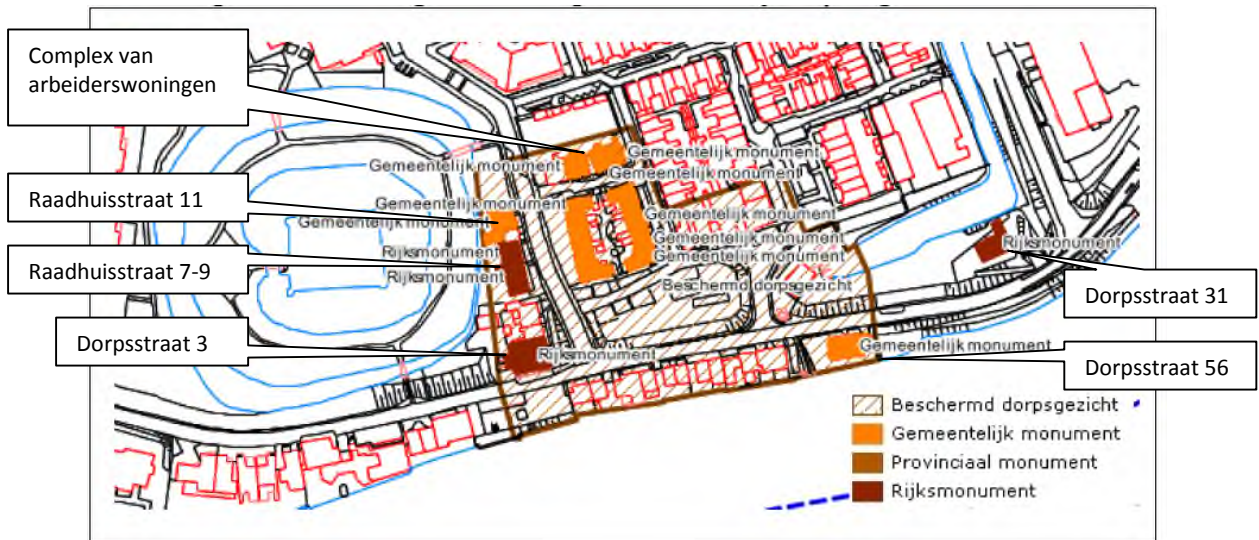 Complex van
arbeiderswoningen
Raadhuisstraat 11
Raadhuisstraat 7-9
Dorpsstraat 3
Gemeentelijk monument
Gemeentelijk monument
Gemeentelijk monument
Gemeentelijk monument
Gemeentelijk monument
Gemeentelijk monument
Gemeentelijk monument
Gemeentelijk monument
Rijksmonument
Rijksmonument
Beschermd dorpsgezicht
Rijksmonument
Rijksmonument
Gemeentelijk monument
Dorpsstraat 31
Dorpsstraat 56
Beschermd dorpsgezicht
Gemeentelijk monument
Provinciaal monument
Rijksmonument